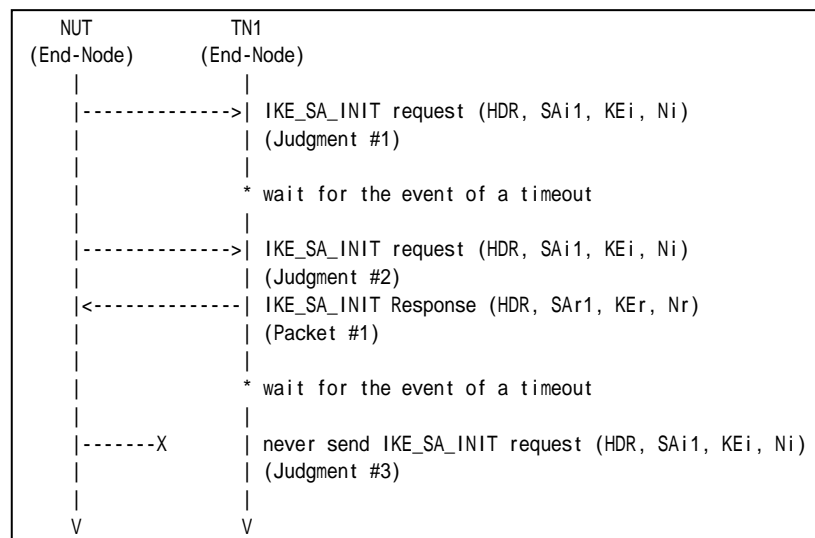 NUT TN1
(End-Node) (End-Node)
| |
|-------------->| IKE_SA_INIT request (HDR, SAi1, KEi, Ni)
| | (Judgment #1)
| |
| * wait for the event of a timeout
| |
|-------------->| IKE_SA_INIT request (HDR, SAi1, KEi, Ni)
| | (Judgment #2)
|<--------------| IKE_SA_INIT Response (HDR, SAr1, KEr, Nr)
| | (Packet #1)
| |
| * wait for the event of a timeout
| |
|-------X | never send IKE_SA_INIT request (HDR, SAi1, KEi, Ni)
| | (Judgment #3)
| |
V V